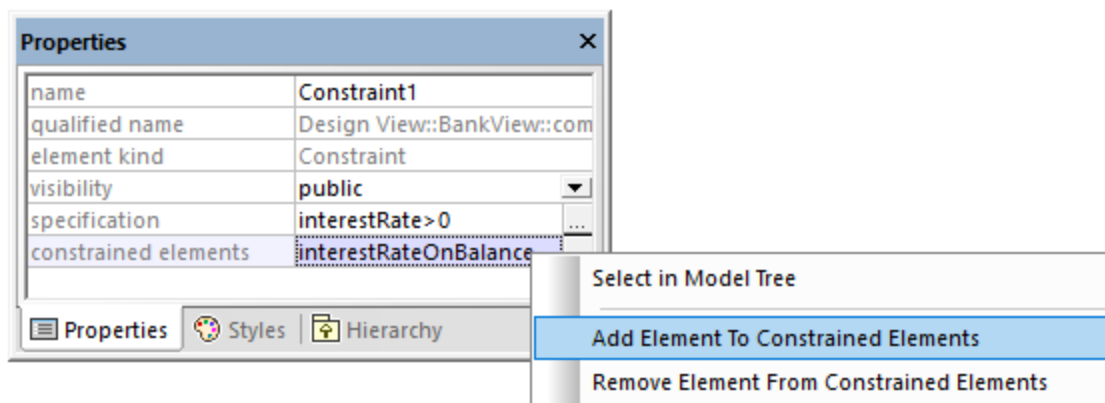 Properties
name Constraint1
qualified name Design View::BankView::com
element kind Constraint
visibility public
specification interestRate>0 ...
constrained elements interestRateOnBalance
Select in Model Tree
Properties Styles Hierarchy
Add Element To Constrained Elements
Remove Element From Constrained Elements